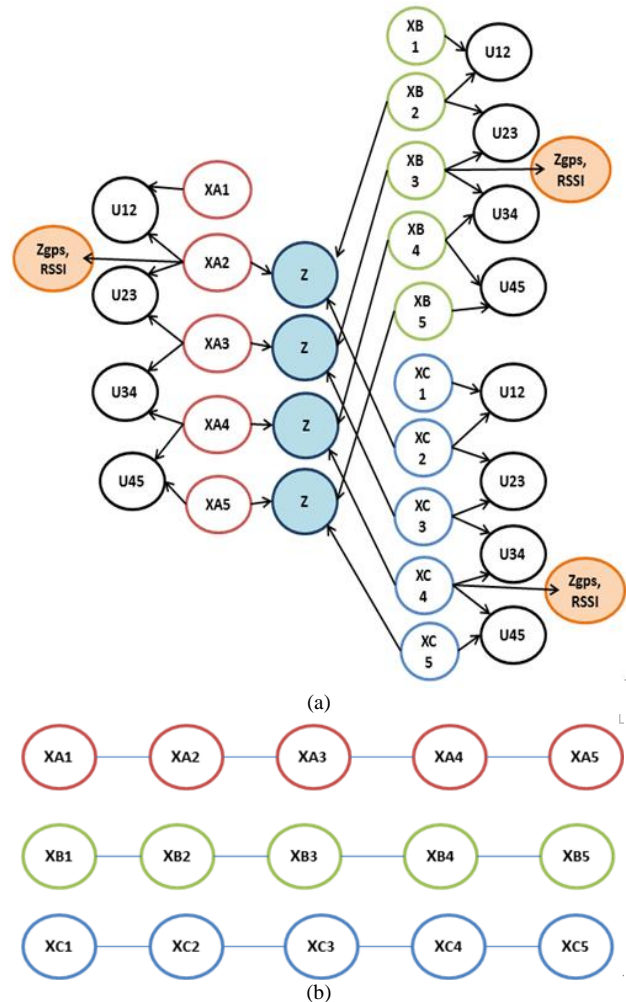 XB
1
U12
XB
2
U23
XB
3
Zgps,
RSSI
U12
XA1
U34
Zgps,
RSSI
XA2
Z
XB
4
U23
U45
XB
5
XA3
Z
XC
1
U12
U34
XA4
Z
XC
2
U45
XA5
Z
U23
XC
3
U34
XC
4
Zgps,
RSSI
U45
XC
5
(a)
XA1 XA2 XA3 XA4 XA5
XB1 XB2 XB3 XB4 XB5
XC1 XC2 XC3 XC4 XC5
(b)